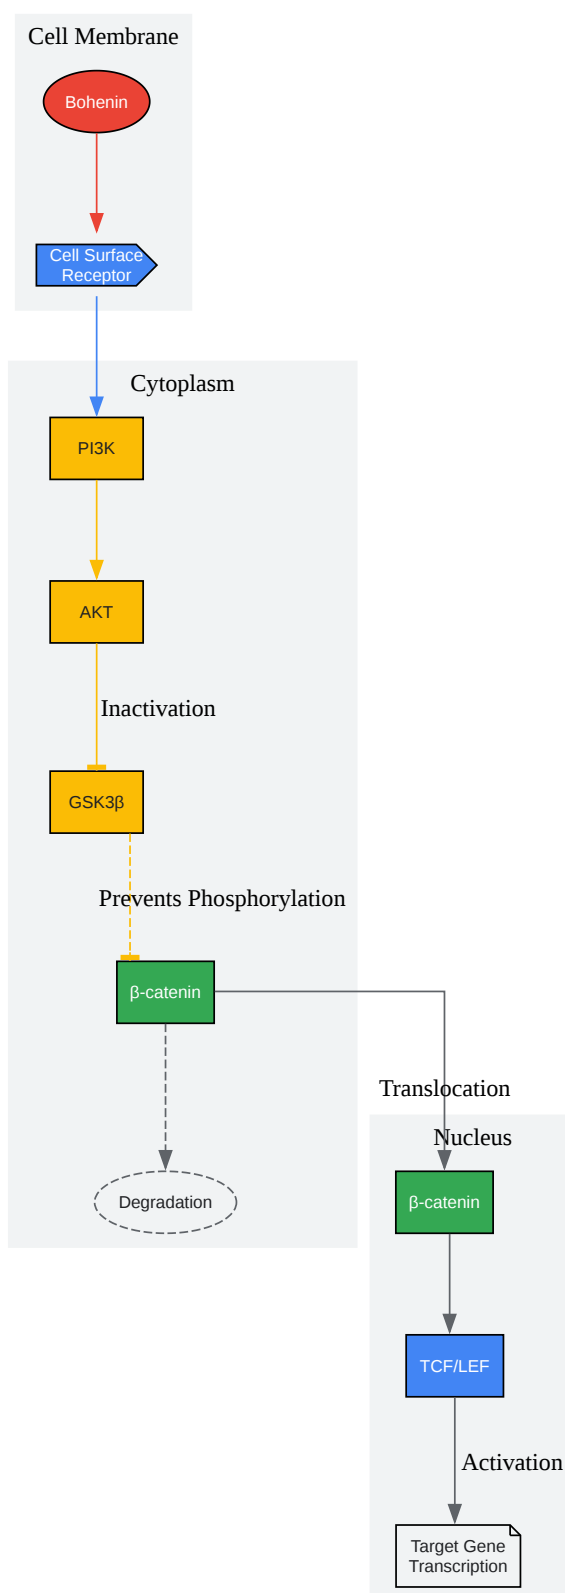 Cell Membrane
Bohenin
Cell Surface
Receptor
Cytoplasm
PI3K
AKT
Inactivation
GSK3β
Prevents Phosphorylation
β-catenin
Translocation
Nucleus
β-catenin
Degradation
TCF/LEF
Activation
Target Gene
Transcription